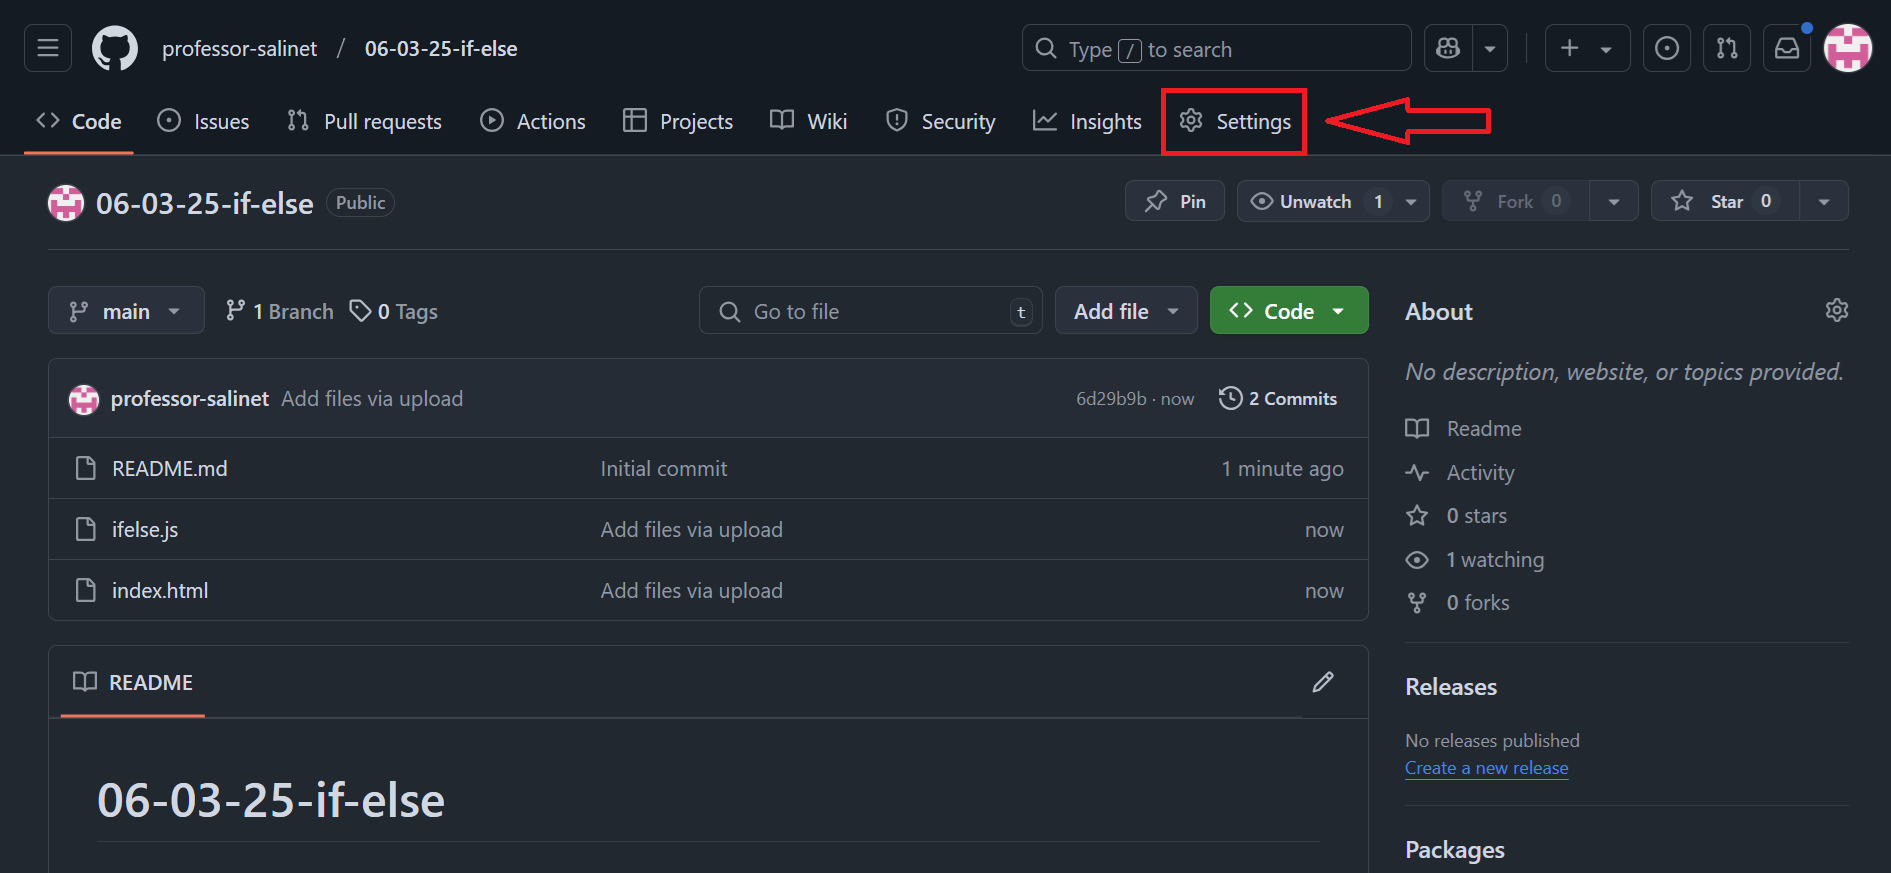 professor-salinet / 06-03-25-if-else
Type / to search
Code Issues Pull requests Actions Projects Wiki Security Insights Settings
06-03-25-if-else Public
Pin Unwatch 1 Fork 0 Star 0
main 1 Branch 0 Tags Go to file t Add file Code
professor-salinet Add files via upload 6d29b9b · now 2 Commits
README.md Initial commit 1 minute ago
ifelse.js Add files via upload now
index.html Add files via upload now
README
06-03-25-if-else
About
No description, website, or topics provided.
Readme
Activity
0 stars
1 watching
0 forks
Releases
No releases published
Create a new release
Packages